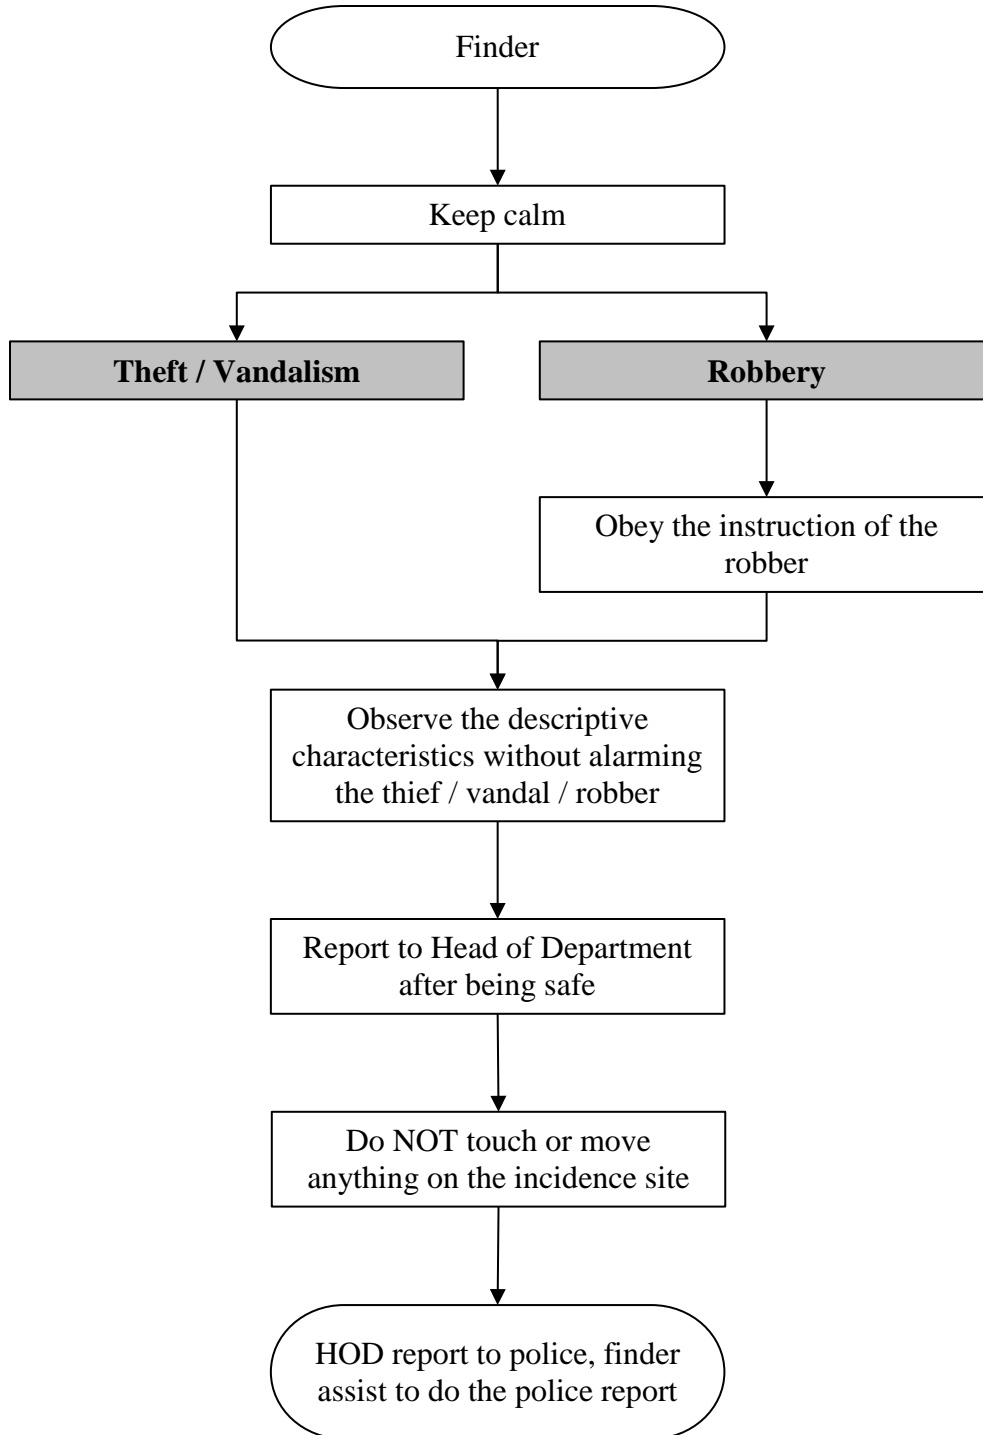 Finder
Keep calm
Theft / Vandalism
Robbery
Obey the instruction of the
robber
Observe the descriptive
characteristics without alarming
the thief / vandal / robber
Report to Head of Department
after being safe
Do NOT touch or move
anything on the incidence site
HOD report to police, finder
assist to do the police report